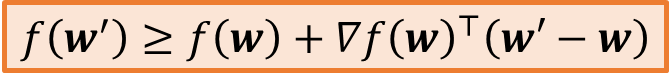 f(w′) ≥ f(w) + ∇f(w)⊤(w′ − w)